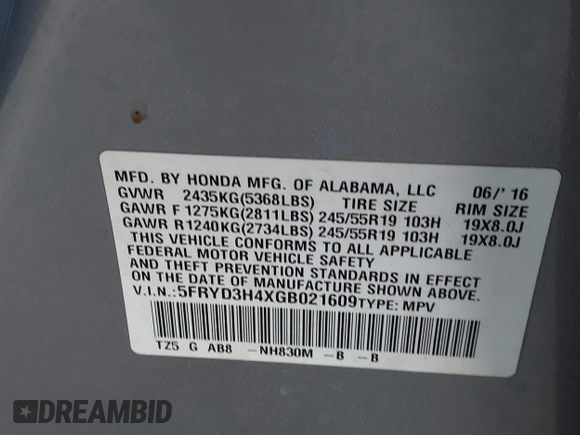 MFD. BY HONDA MFG. OF ALABAMA, LLC 06/' 16
GVWR 2435KG(5368LBS) TIRE SIZE RIM SIZE
GAWR F 1275KG(2811LBS) 245/55R19 103H 19X8.0J
GAWR R1240KG(2734LBS) 245/55R19 103H 19X8.0J
THIS VEHICLE CONFORMS TO ALL APPLICABLE
FEDERAL MOTOR VEHICLE SAFETY
AND THEFT PREVENTION STANDARDS IN EFFECT
ON THE DATE OF MANUFACTURE SHOWN ABOVE.
V.I.N.:5FRYD3H4XGB021609TYPE: MPV
TZ5 G AB8 -NH830M -B -B
DREAMBID